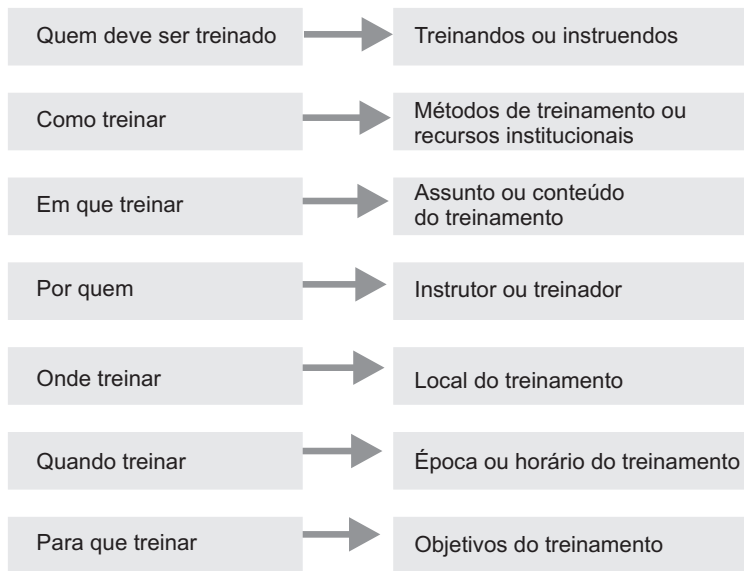 Quem deve ser treinado
Treinandos ou instruendos
Como treinar
Métodos de treinamento ou
recursos institucionais
Em que treinar
Assunto ou conteúdo
do treinamento
Por quem
Instrutor ou treinador
Onde treinar
Local do treinamento
Quando treinar
Época ou horário do treinamento
Para que treinar
Objetivos do treinamento